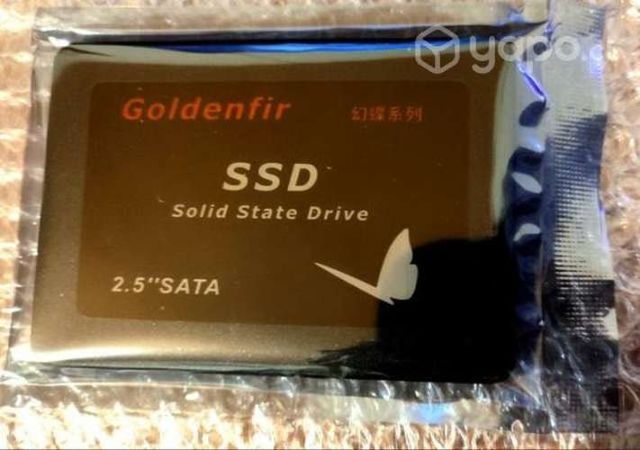 yapo.c
Goldenfir 幻蝶系列
SSD
Solid State Drive
2.5"SATA